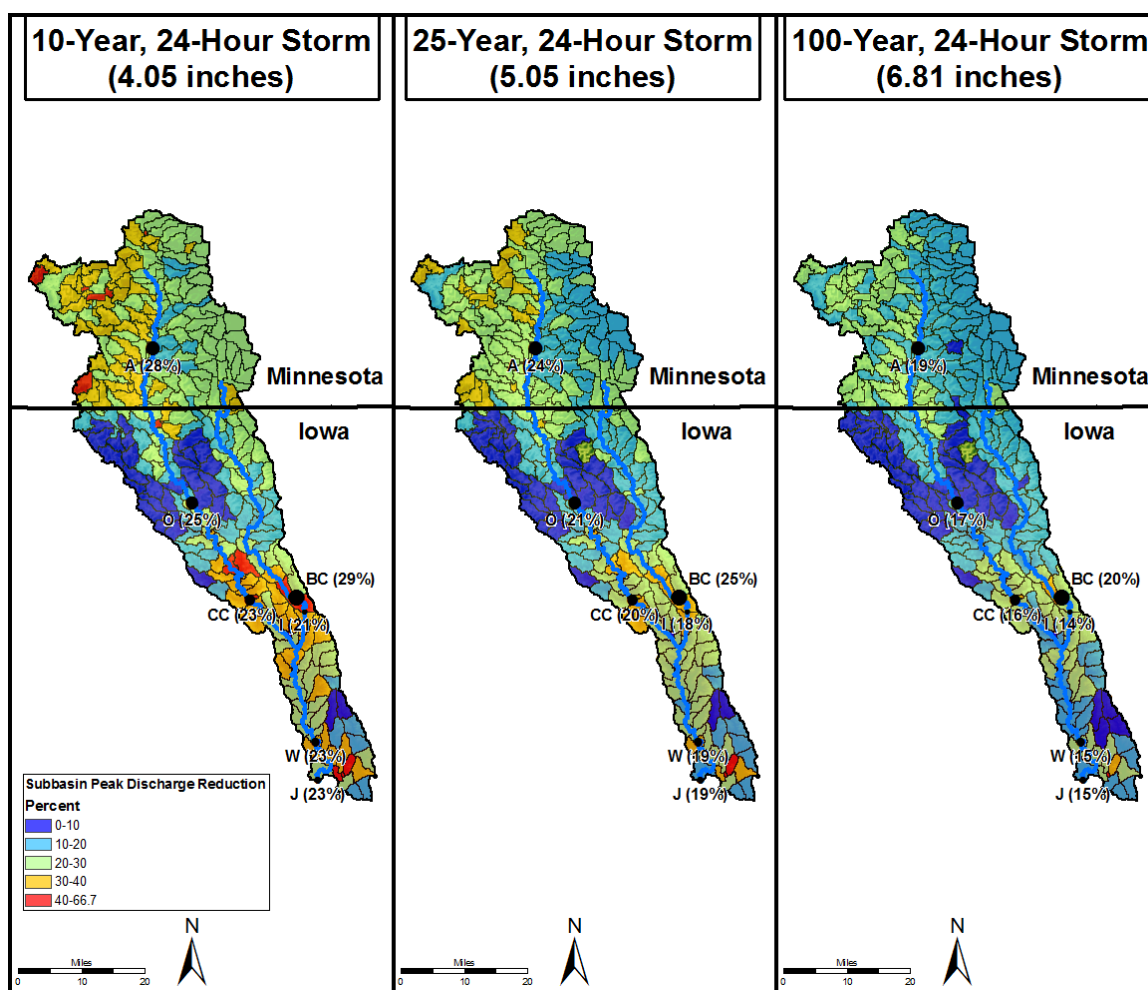 10-Year, 24-Hour Storm
(4.05 inches)
A (28%)
Minnesota
Iowa
O (25%)
BC (29%)
CC (23%)
I (21%)
W (23%)
J (23%)
Subbasin Peak Discharge Reduction
Percent
0-10
10-20
20-30
30-40
40-66.7
N
Miles
0 10 20
25-Year, 24-Hour Storm
(5.05 inches)
A (24%)
Minnesota
Iowa
O (21%)
BC (25%)
CC (20%)
I (18%)
W (19%)
J (19%)
N
Miles
0 10 20
100-Year, 24-Hour Storm
(6.81 inches)
A (19%)
Minnesota
Iowa
O (17%)
BC (20%)
CC (16%)
I (14%)
W (15%)
J (15%)
N
Miles
0 10 20